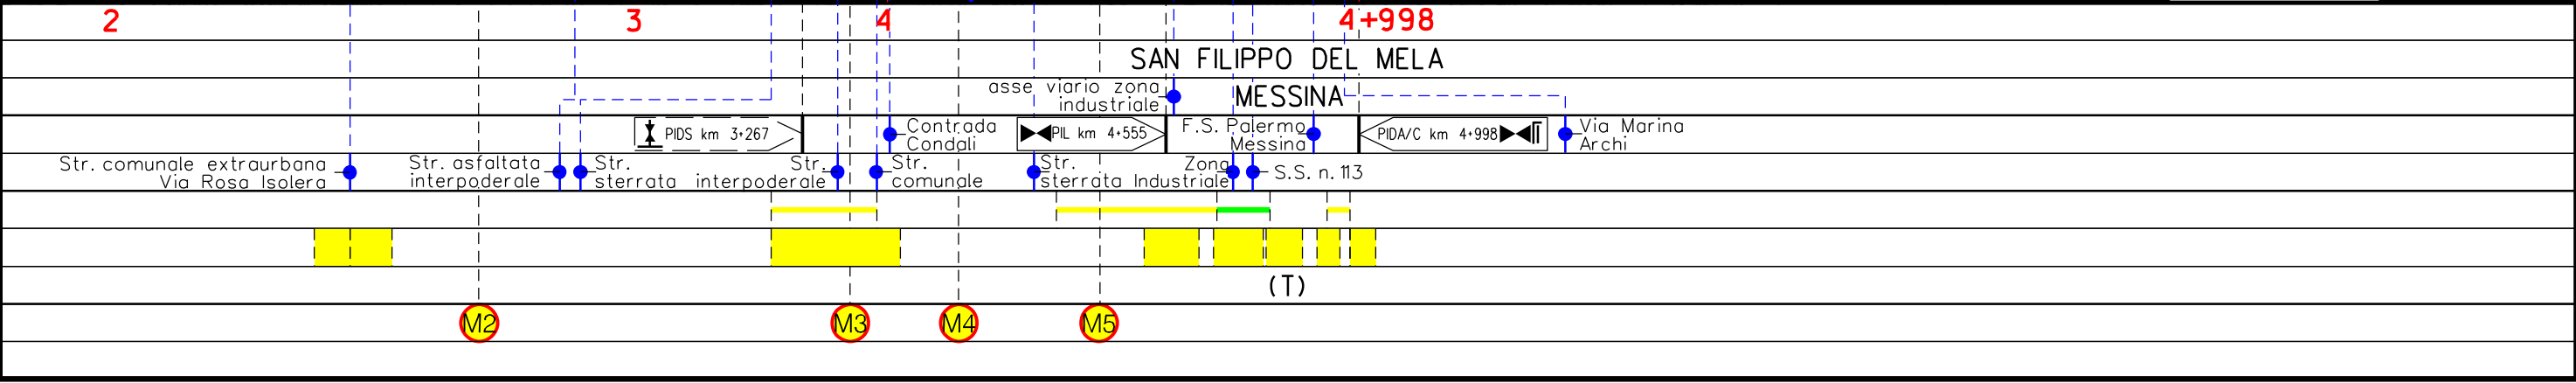 2 3 4 4+998
SAN FILIPPO DEL MELA
asse viario zona
industriale
MESSINA
PIDS km 3+267
Contrada
Condali
PIL km 4+555
F.S. Palermo
Messina
PIDA/C km 4+998
Via Marina
Archi
Str. comunale extraurbana
Via Rosa Isolera
Str. asfaltata
interpoderale
Str.
sterrata
Str.
interpoderale
Str.
comunale
Str.
sterrata
Zona
Industriale
S.S. n. 113
(T)
M2 M3 M4 M5